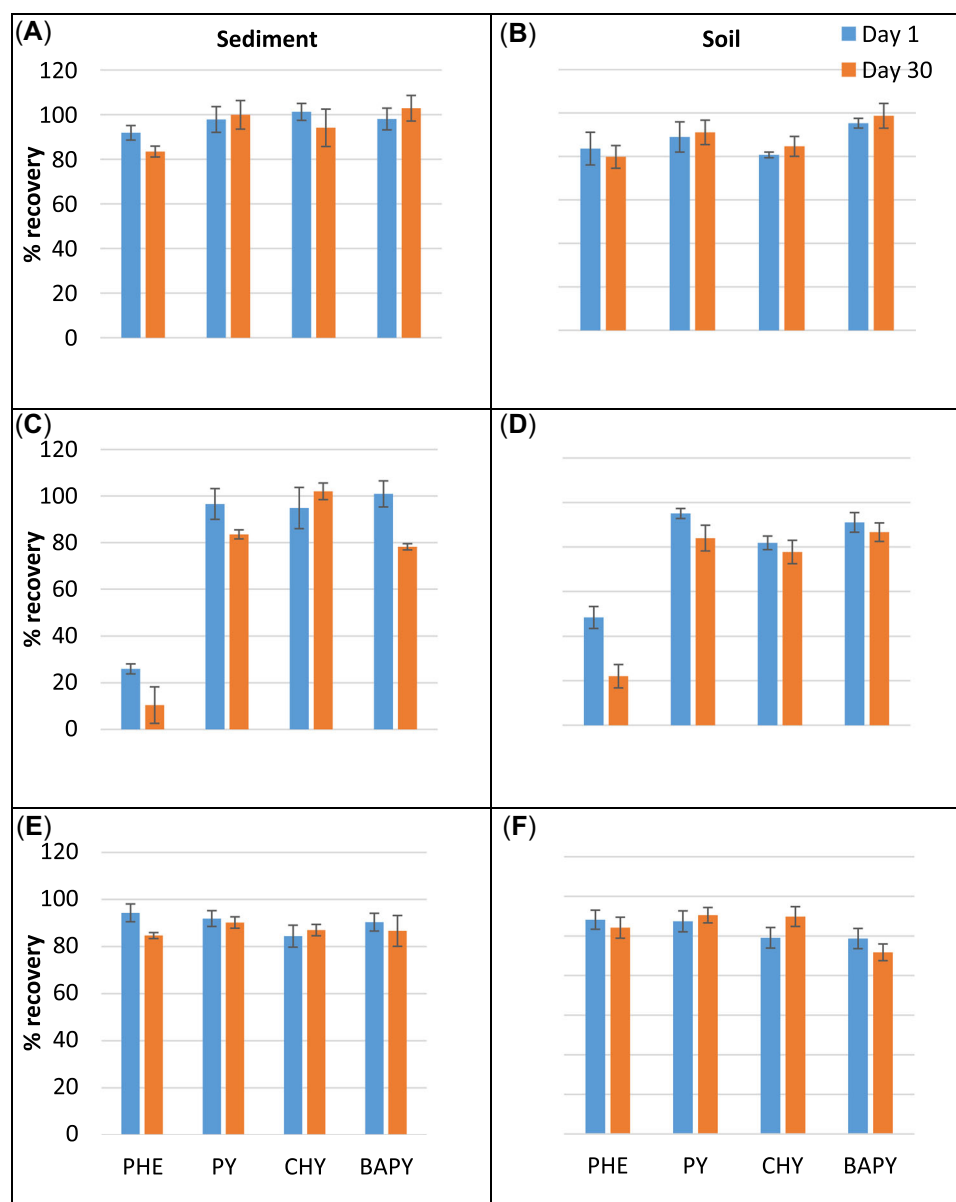 (A)
Sediment
% recovery
120
100
80
60
40
20
0
(B)
Soil
Day 1
Day 30
(C)
% recovery
120
100
80
60
40
20
0
(D)
(E)
% recovery
120
100
80
60
40
20
0
PHE PY CHY BAPY
(F)
PHE PY CHY BAPY